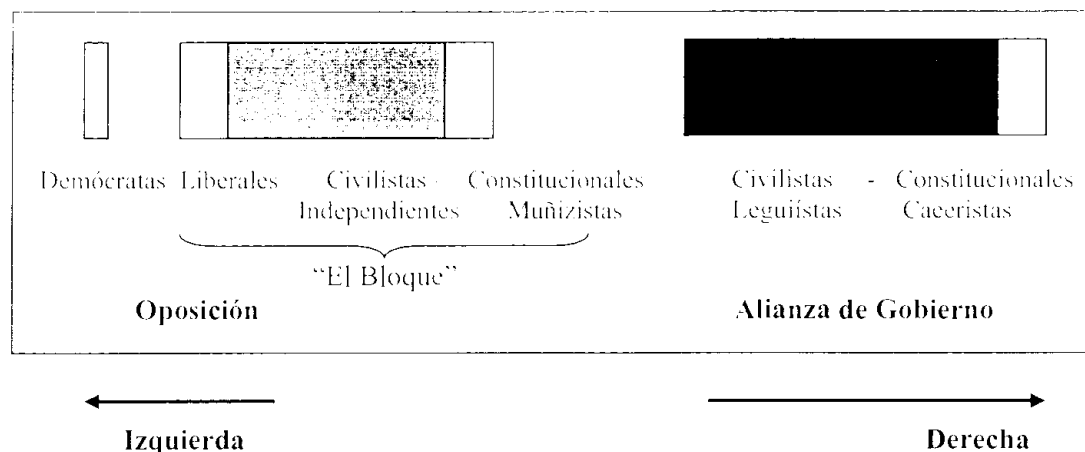 Demócratas Liberales Civilistas - Constitucionales Civilistas - Constitucionales
Independientes Muñizistas Leguiístas Caceristas
"El Bloque"
Oposición Alianza de Gobierno
Izquierda Derecha